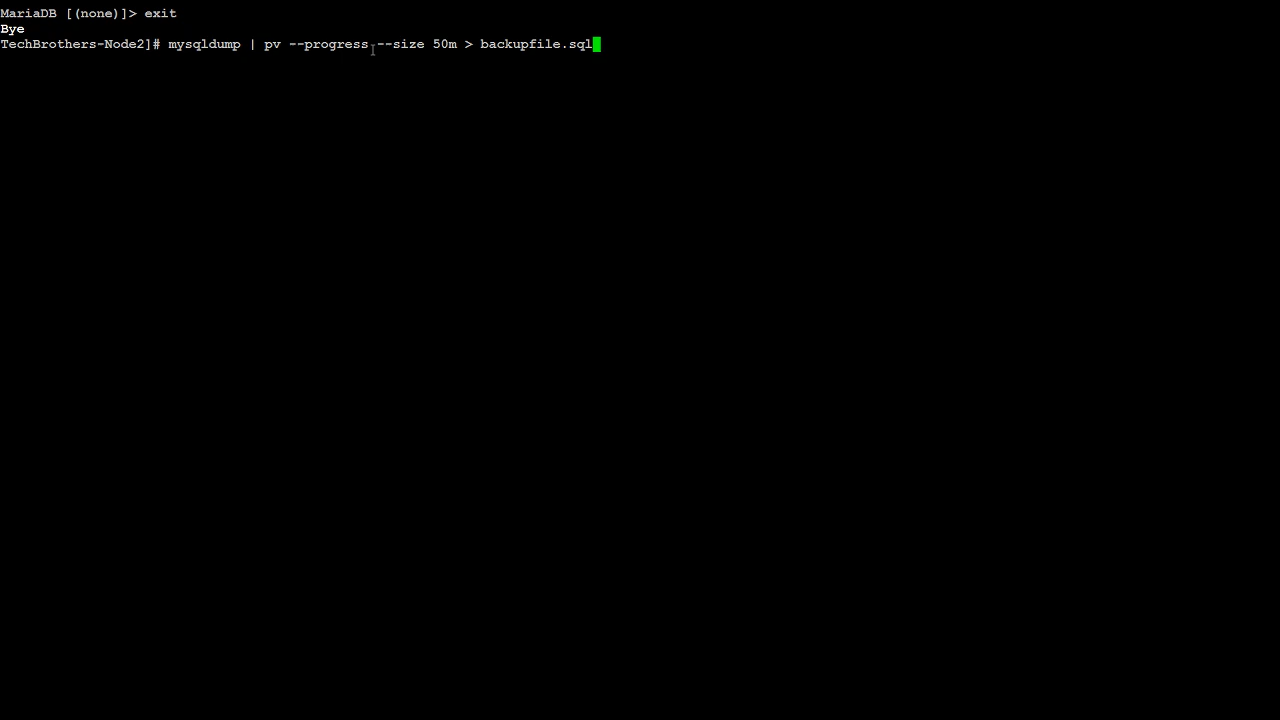 MariaDB [(none)]> exit
Bye
TechBrothers-Node2]# mysqldump | pv --progress --size 50m > backupfile.sql